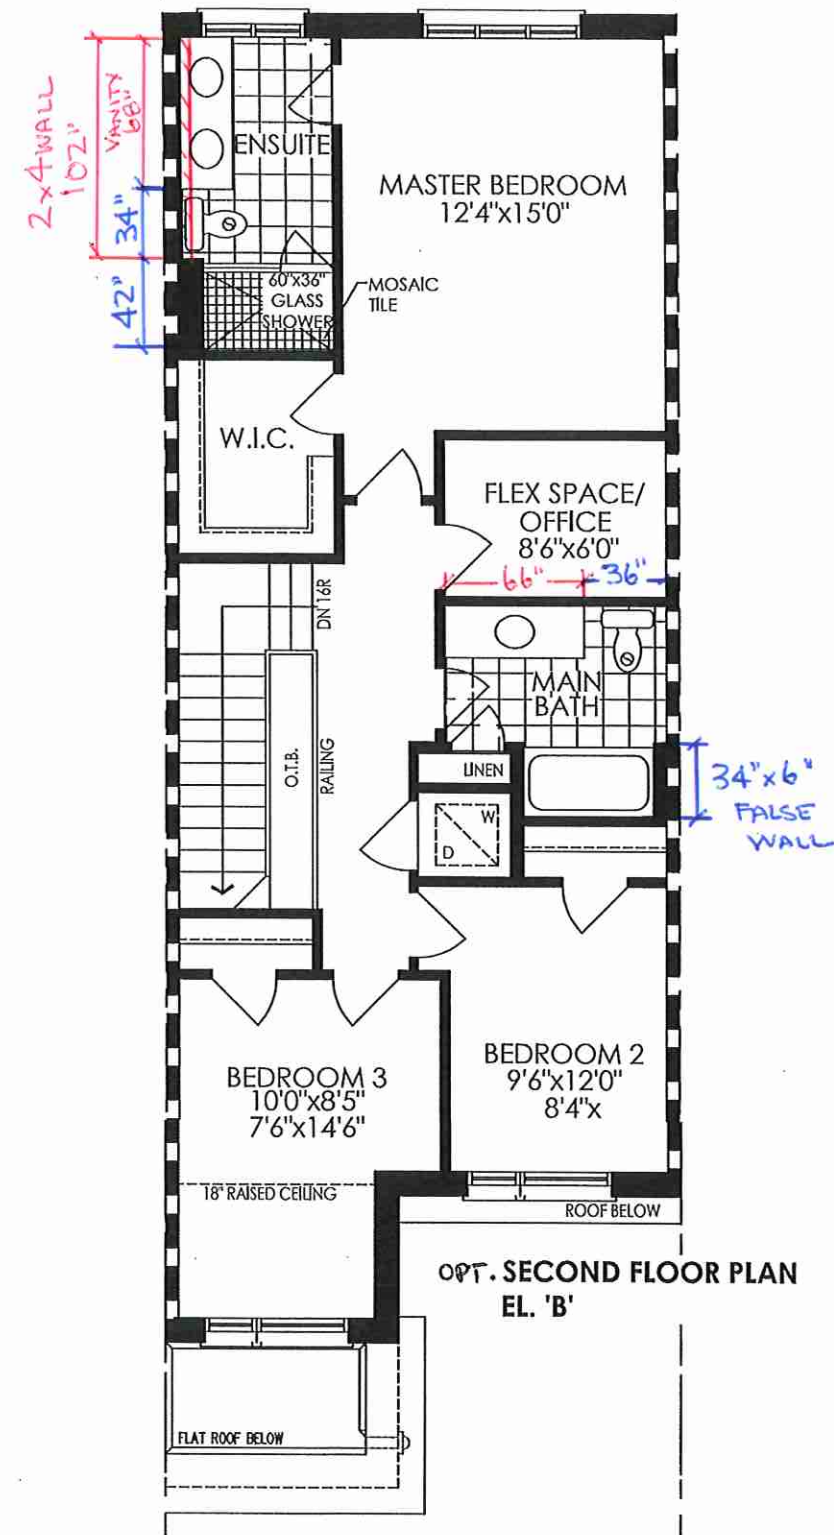 2x4 WALL
102"
VANITY
68"
34"
42"
ENSUITE
MASTER BEDROOM
12'4"x15'0"
60"x36"
GLASS
SHOWER
MOSAIC
TILE
W.I.C.
FLEX SPACE/
OFFICE
8'6"x6'0"
66"
36"
DN 16R
MAIN
BATH
O.T.B.
RAILING
LINEN
W
D
34"x6"
FALSE
WALL
BEDROOM 2
9'6"x12'0"
8'4"x
BEDROOM 3
10'0"x8'5"
7'6"x14'6"
18" RAISED CEILING
ROOF BELOW
OPT. SECOND FLOOR PLAN
EL. 'B'
FLAT ROOF BELOW